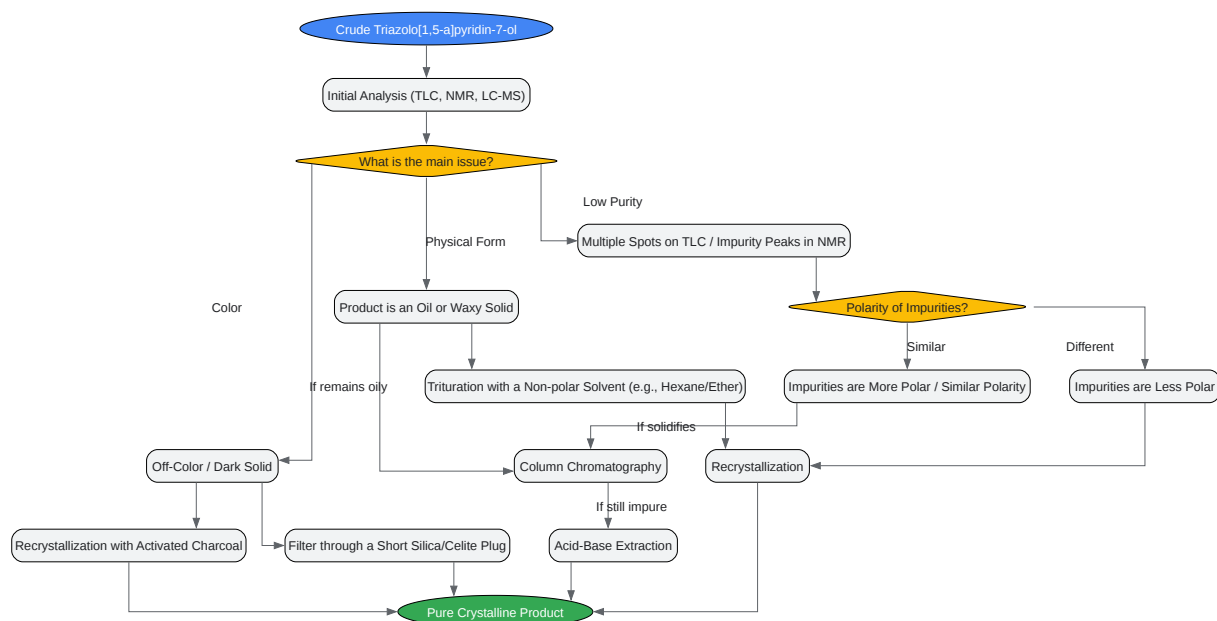 Crude Triazolo[1,5-a]pyridin-7-ol
Initial Analysis (TLC, NMR, LC-MS)
What is the main issue?
Low Purity
Physical Form
Multiple Spots on TLC / Impurity Peaks in NMR
Color
Product is an Oil or Waxy Solid
Polarity of Impurities?
Similar
Different
If remains oily
Trituration with a Non-polar Solvent (e.g., Hexane/Ether)
Impurities are More Polar / Similar Polarity
Impurities are Less Polar
If solidifies
Off-Color / Dark Solid
Column Chromatography
Recrystallization
If still impure
Recrystallization with Activated Charcoal
Filter through a Short Silica/Celite Plug
Acid-Base Extraction
Pure Crystalline Product